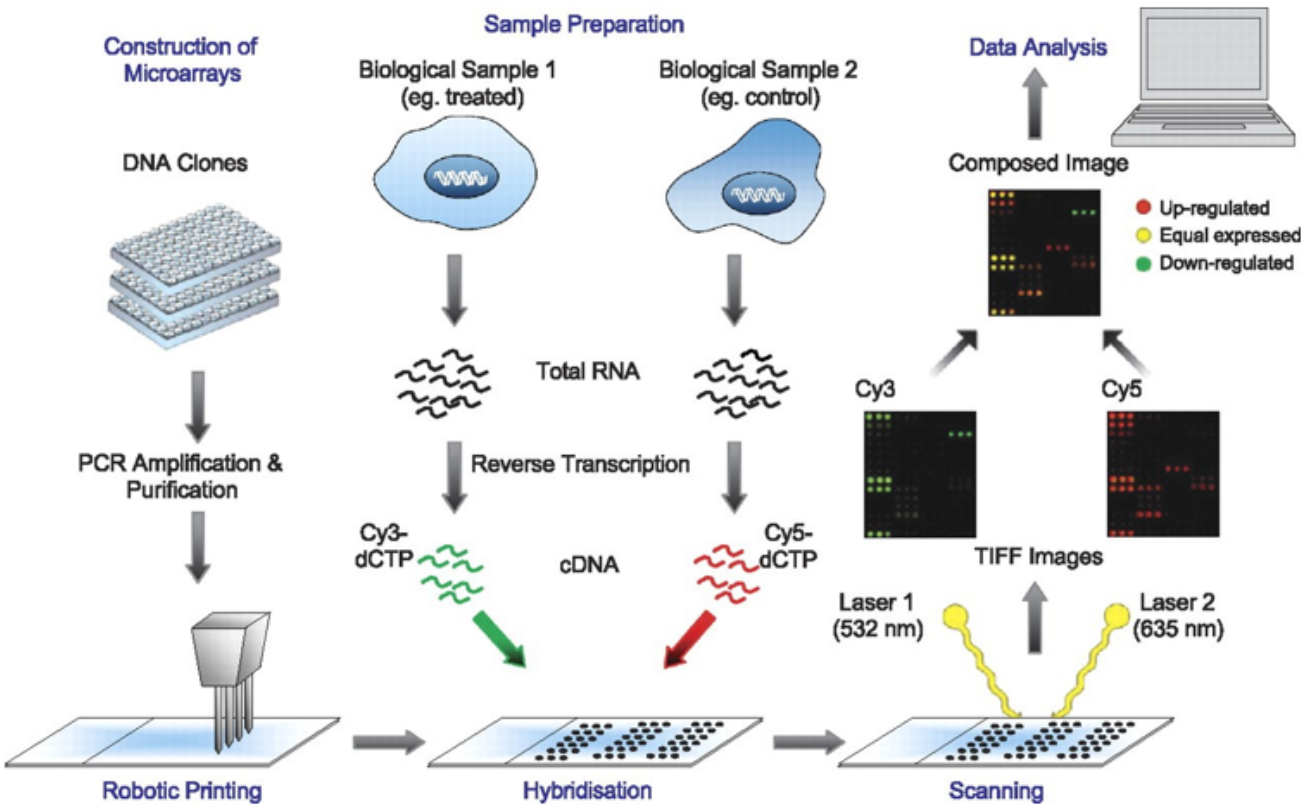 Construction of
Microarrays
DNA Clones
PCR Amplification &
Purification
Robotic Printing
Sample Preparation
Biological Sample 1
(eg. treated)
Biological Sample 2
(eg. control)
Total RNA
Reverse Transcription
Cy3-
dCTP
cDNA
Cy5-
dCTP
Hybridisation
Data Analysis
Composed Image
Up-regulated
Equal expressed
Down-regulated
Cy3
Cy5
TIFF Images
Laser 1
(532 nm)
Laser 2
(635 nm)
Scanning